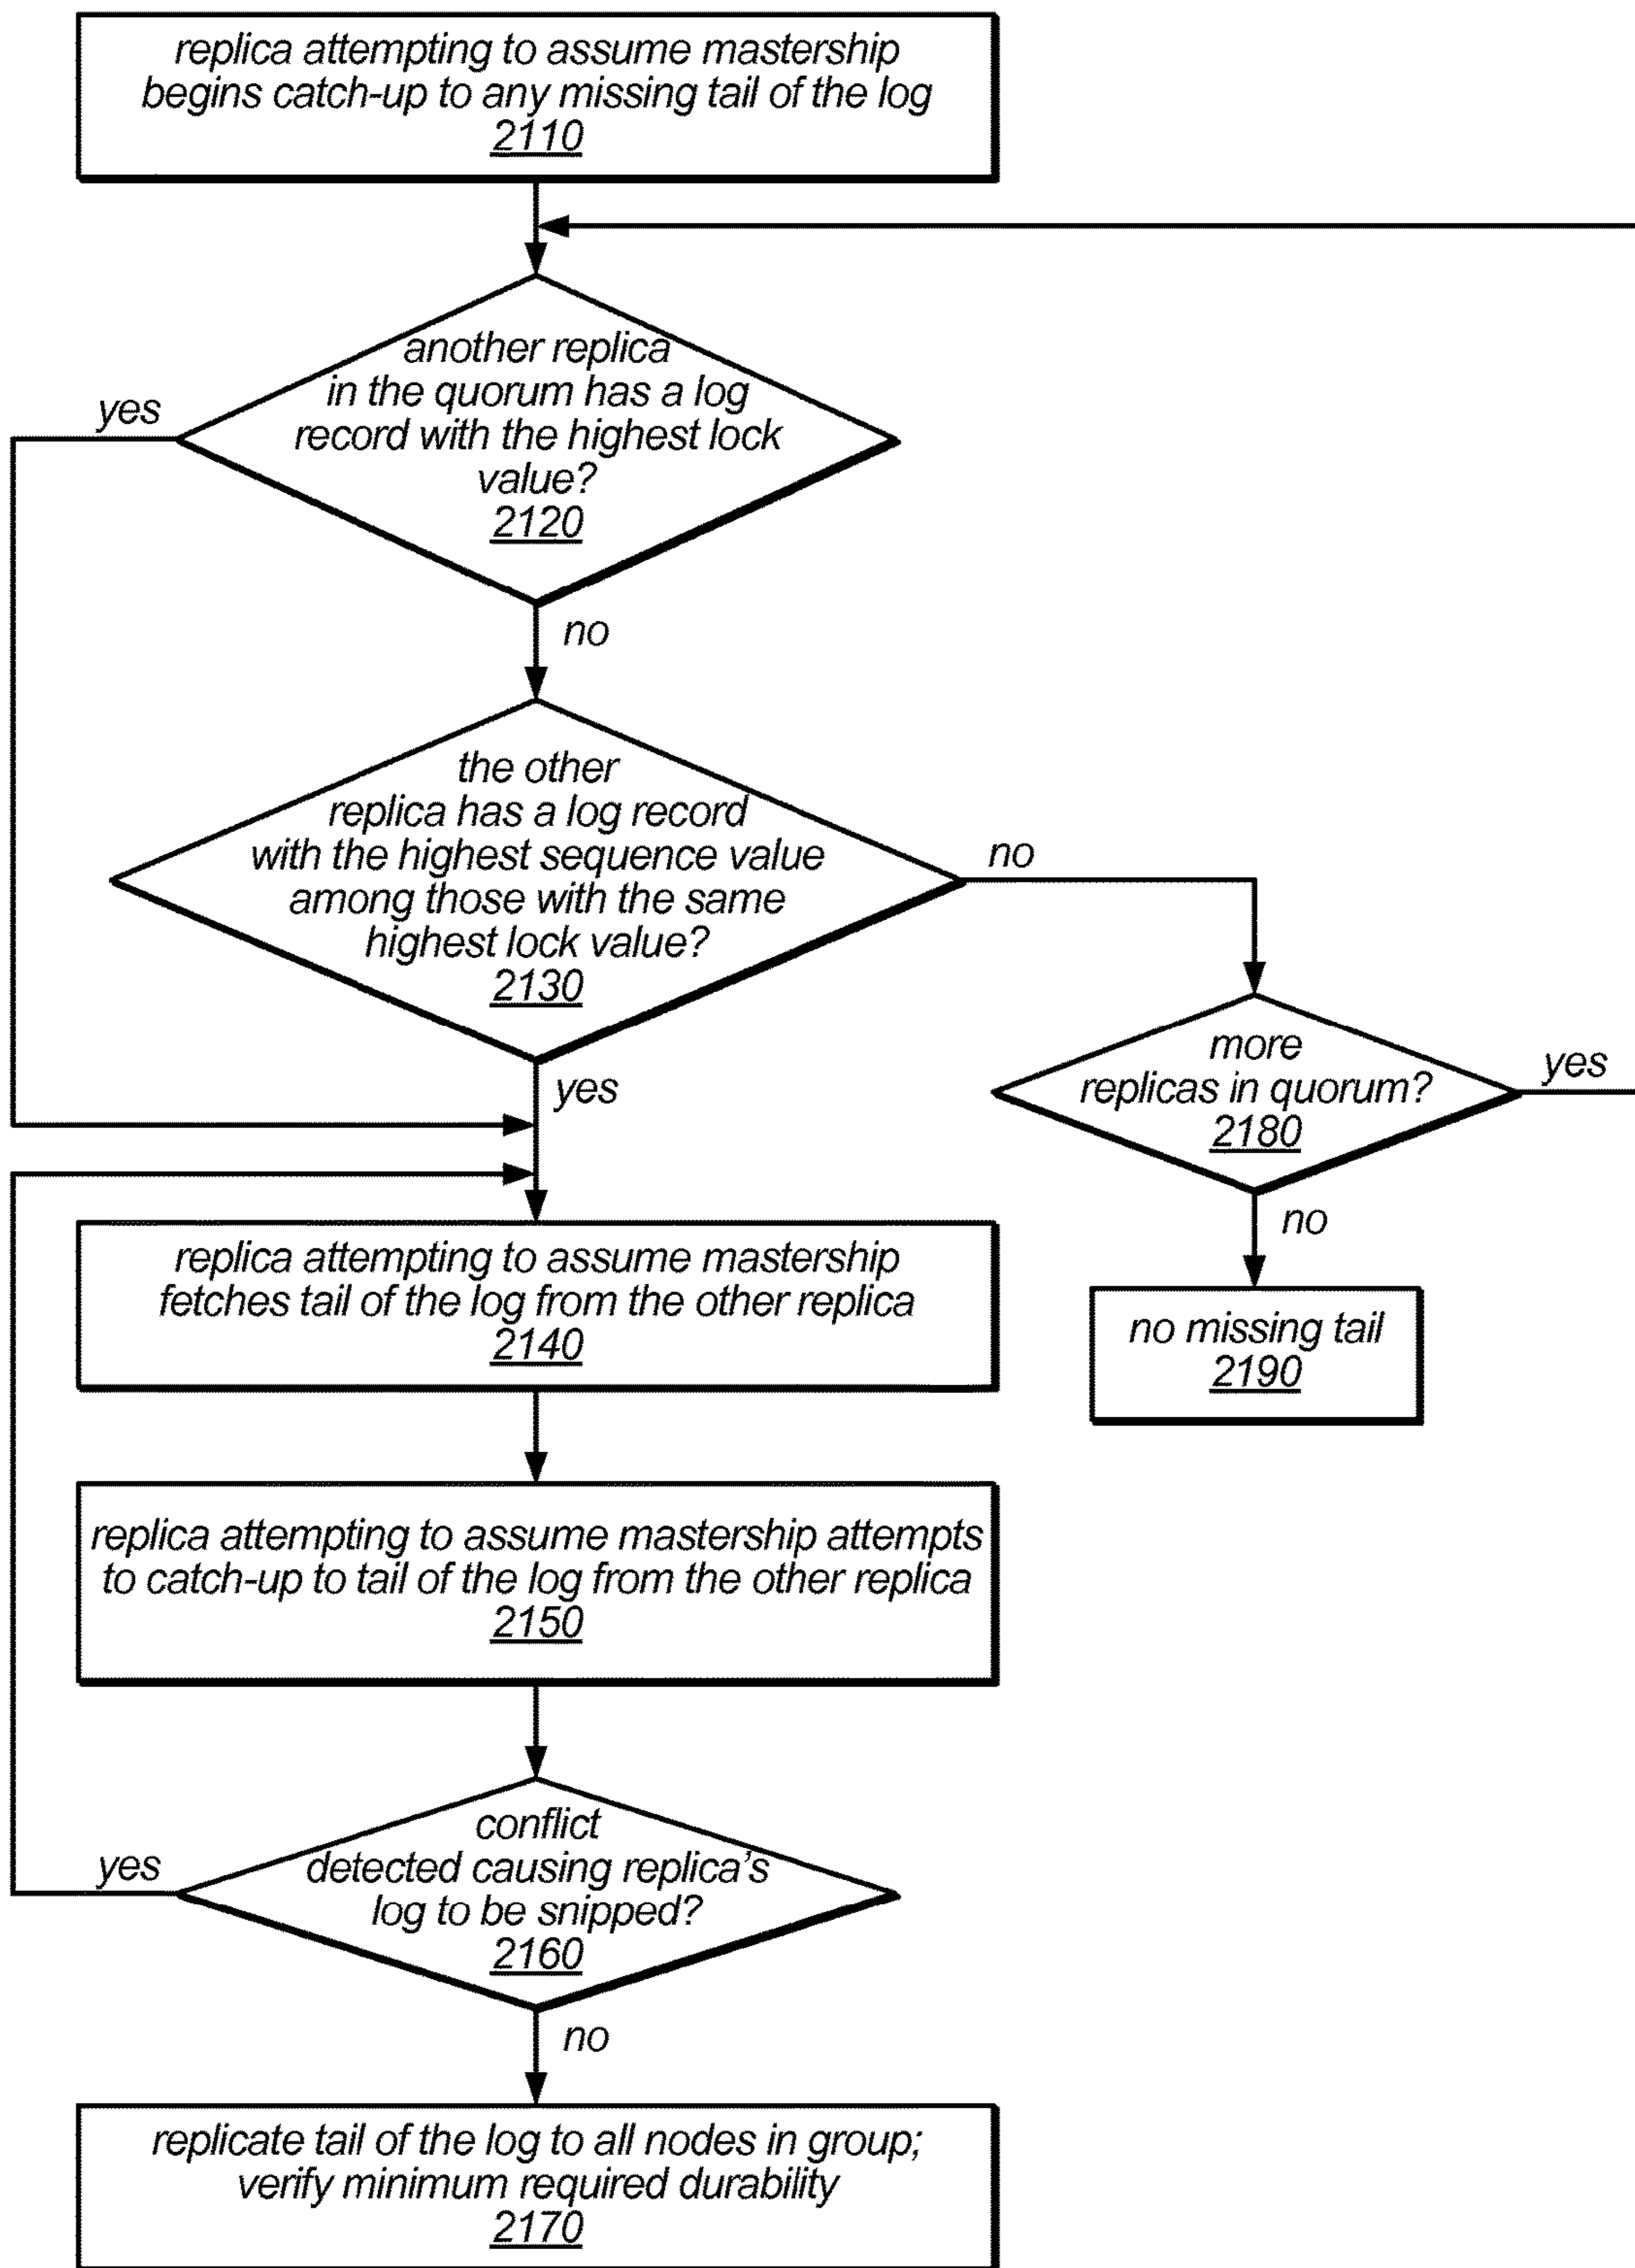 replica attempting to assume mastership
begins catch-up to any missing tail of the log
2110
another replica
in the quorum has a log
record with the highest lock
value?
2120
yes
no
the other
replica has a log record
with the highest sequence value
among those with the same
highest lock value?
2130
no
yes
more
replicas in quorum?
2180
yes
no
no missing tail
2190
replica attempting to assume mastership
fetches tail of the log from the other replica
2140
replica attempting to assume mastership attempts
to catch-up to tail of the log from the other replica
2150
conflict
detected causing replica's
log to be snipped?
2160
yes
no
replicate tail of the log to all nodes in group;
verify minimum required durability
2170